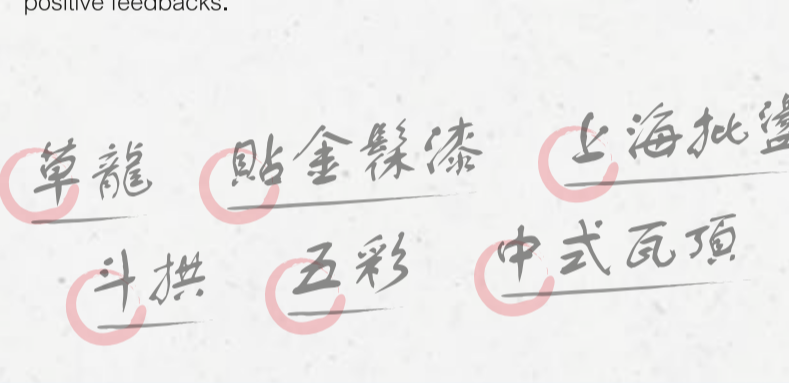 positive feedbacks.
草龍 貼金髹漆 上海批盪
斗拱 五彩 中式瓦頂